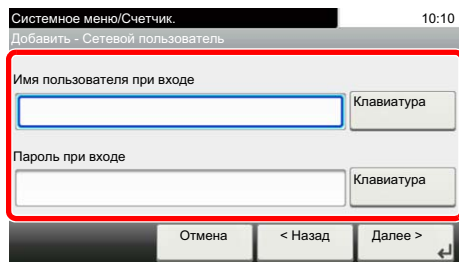 Системное меню/Счетчик. 10:10
Добавить - Сетевой пользователь
Имя пользователя при входе
Клавиатура
Пароль при входе
Клавиатура
Отмена < Назад Далее >